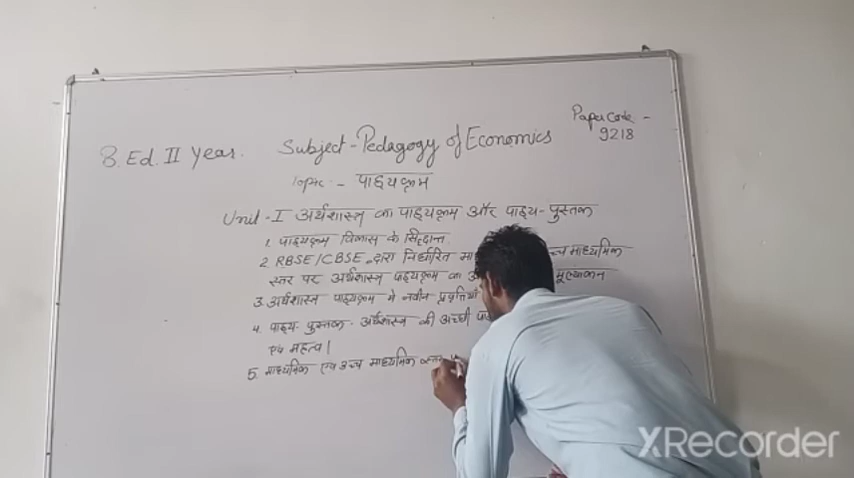 B.Ed. II Year. Subject - Pedagogy of Economics Paper Code - 9218
Topic - पाठ्यक्रम
Unit - I अर्थशास्त्र का पाठ्यक्रम और पाठ्य-पुस्तक
1. पाठ्यक्रम विकास के सिद्धान्त
2. RBSE/CBSE द्वारा निर्धारित माध्यमिक
स्तर पर अर्थशास्त्र पाठ्यक्रम का मूल्यांकन
3. अर्थशास्त्र पाठ्यक्रम मे नवीन प्रवृत्तियाँ
4. पाठ्य-पुस्तक - अर्थशास्त्र की अच्छी
एवं महत्व।
5. माध्यमिक एवं उच्च माध्यमिक स्तर
XRecorder